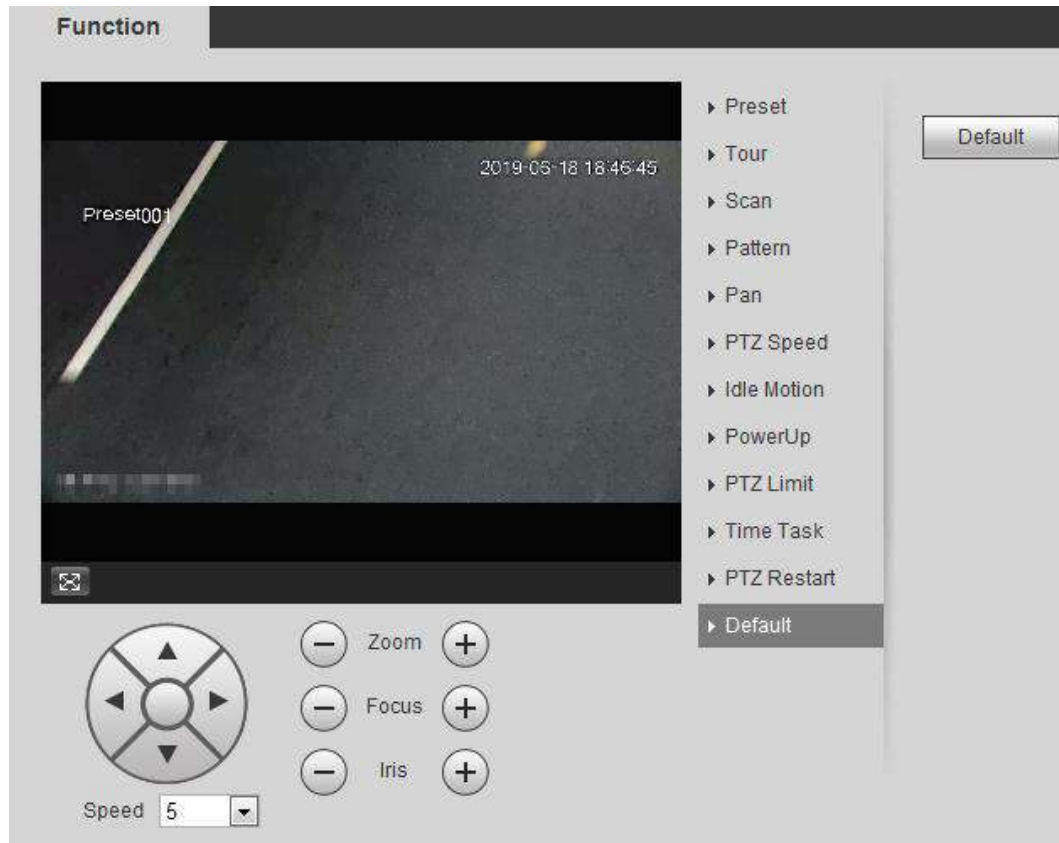 Function
2019-06-18 18:46:45
Preset001
Preset
Tour
Scan
Pattern
Pan
PTZ Speed
Idle Motion
PowerUp
PTZ Limit
Time Task
PTZ Restart
Default
Default
Zoom
Focus
Iris
Speed 5